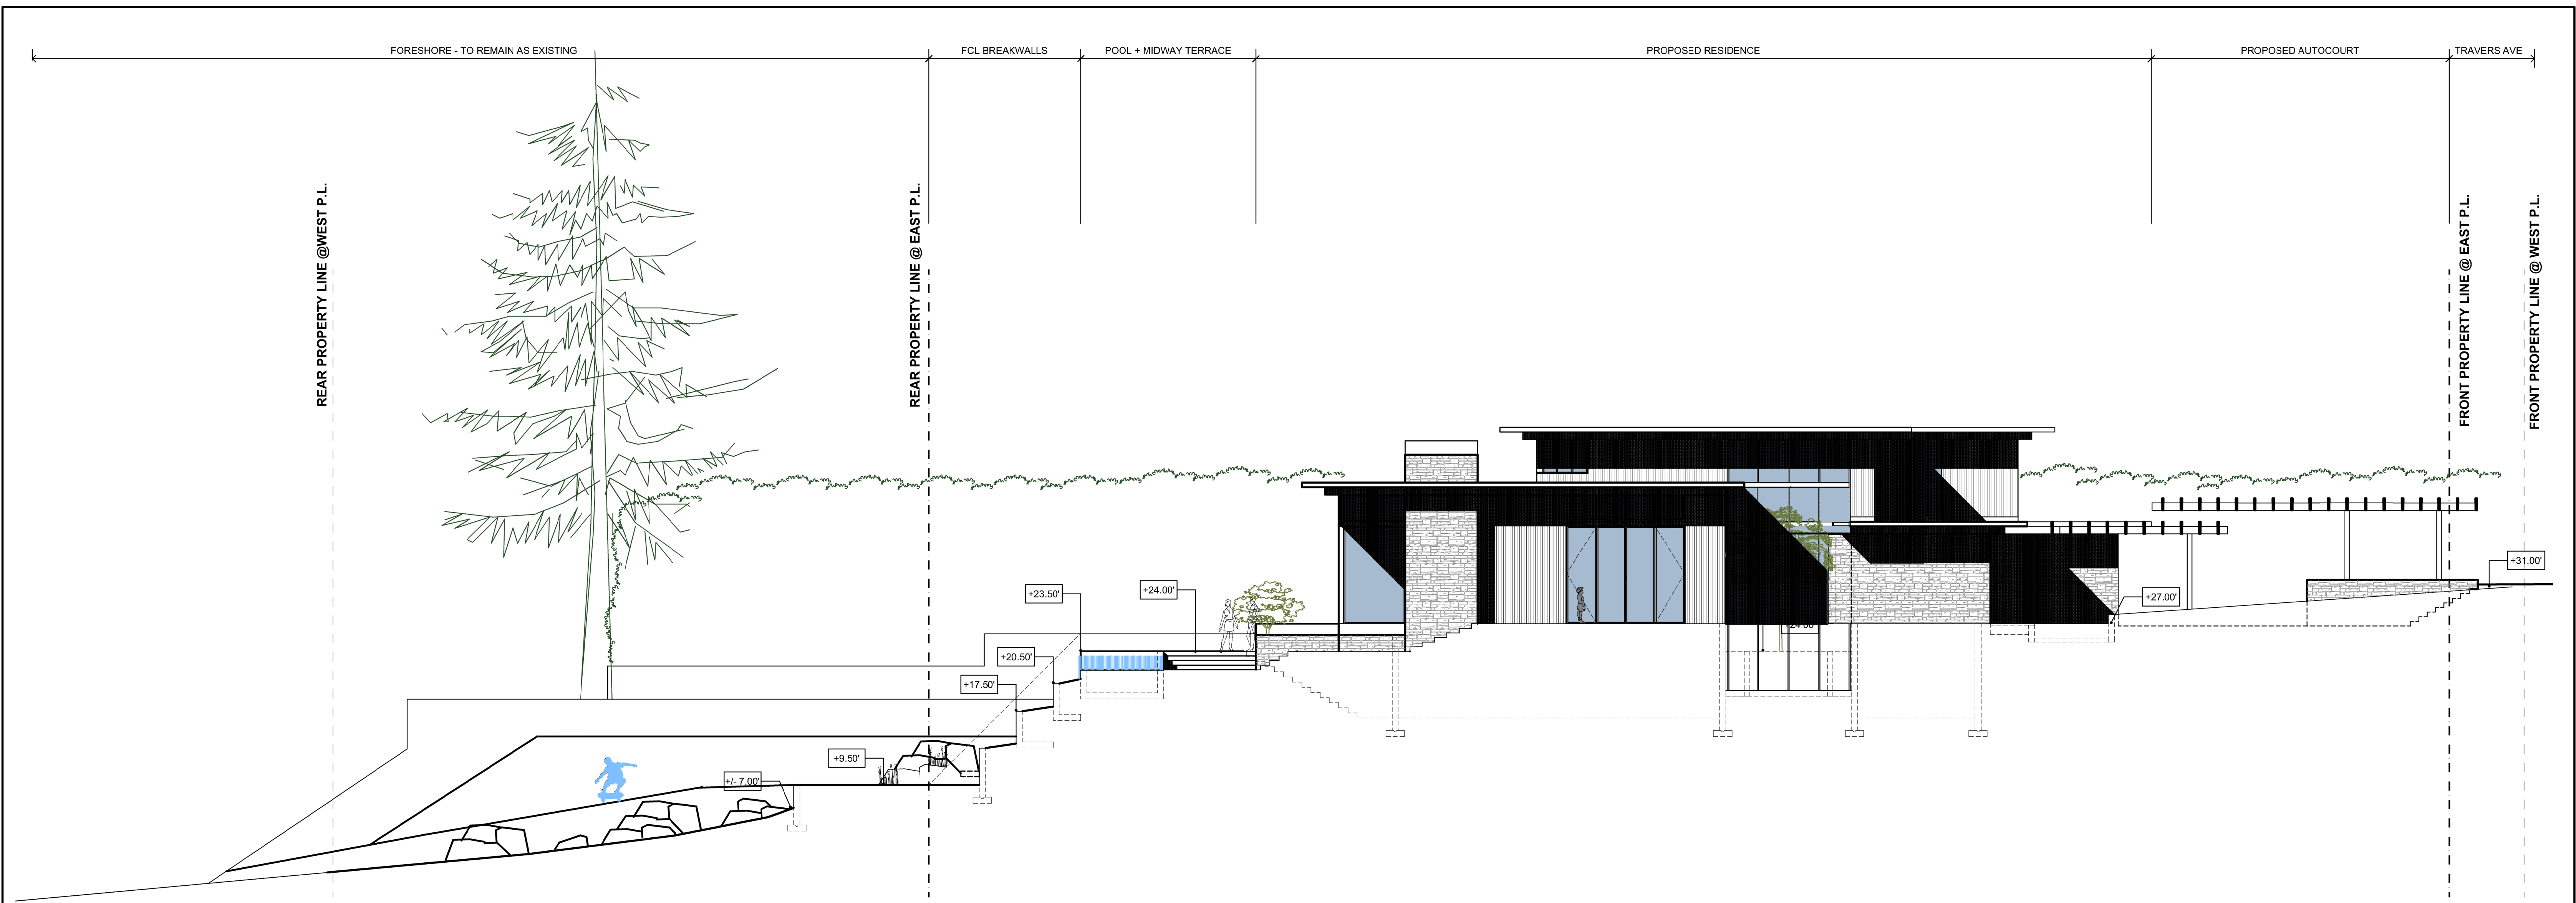 FORESHORE - TO REMAIN AS EXISTING
FCL BREAKWALLS
POOL + MIDWAY TERRACE
PROPOSED RESIDENCE
PROPOSED AUTOCOURT
TRAVERS AVE
REAR PROPERTY LINE @WEST P.L.
REAR PROPERTY LINE @ EAST P.L.
FRONT PROPERTY LINE @ EAST P.L.
FRONT PROPERTY LINE @ WEST P.L.
+31.00'
+24.00'
+23.50'
+27.00'
+20.50'
+17.50'
+9.50'
+/- 7.00'